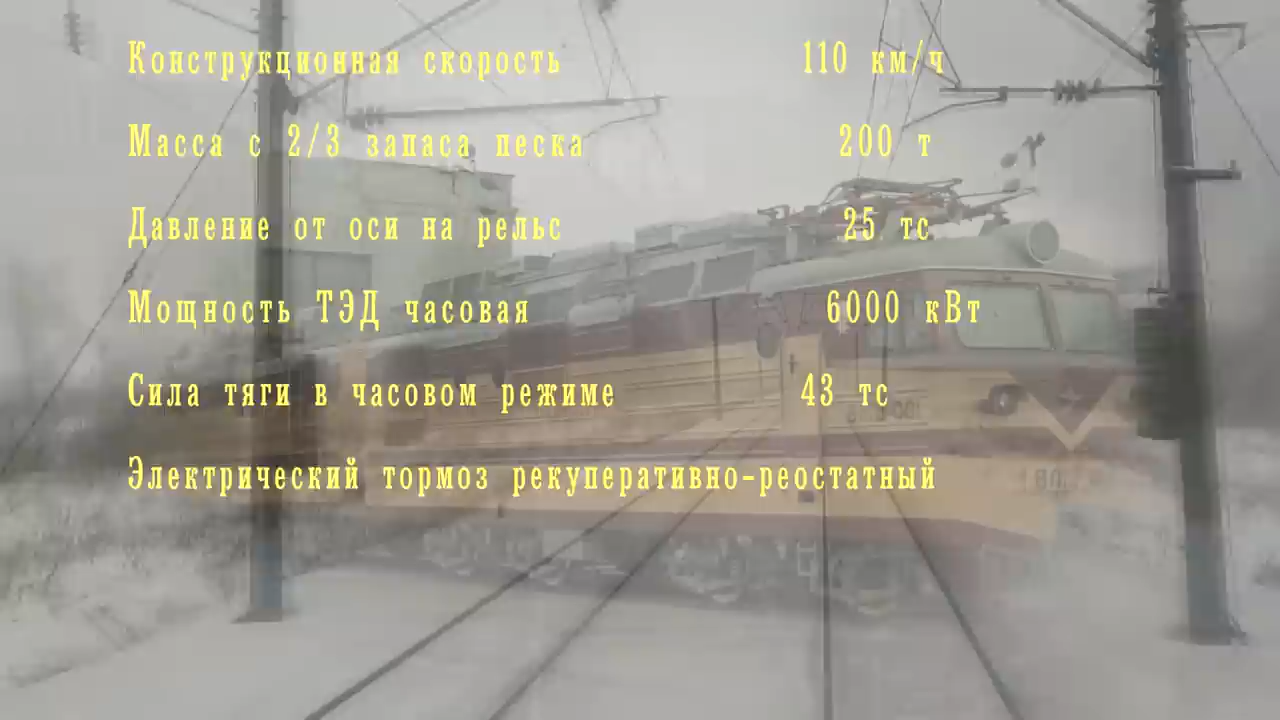 Конструкционная скорость 110 км/ч
Масса с 2/3 запаса песка 200 т
Давление от оси на рельс 25 тс
Мощность ТЭД часовая 6000 кВт
Сила тяги в часовом режиме 43 тс
Электрический тормоз рекуперативно-реостатный